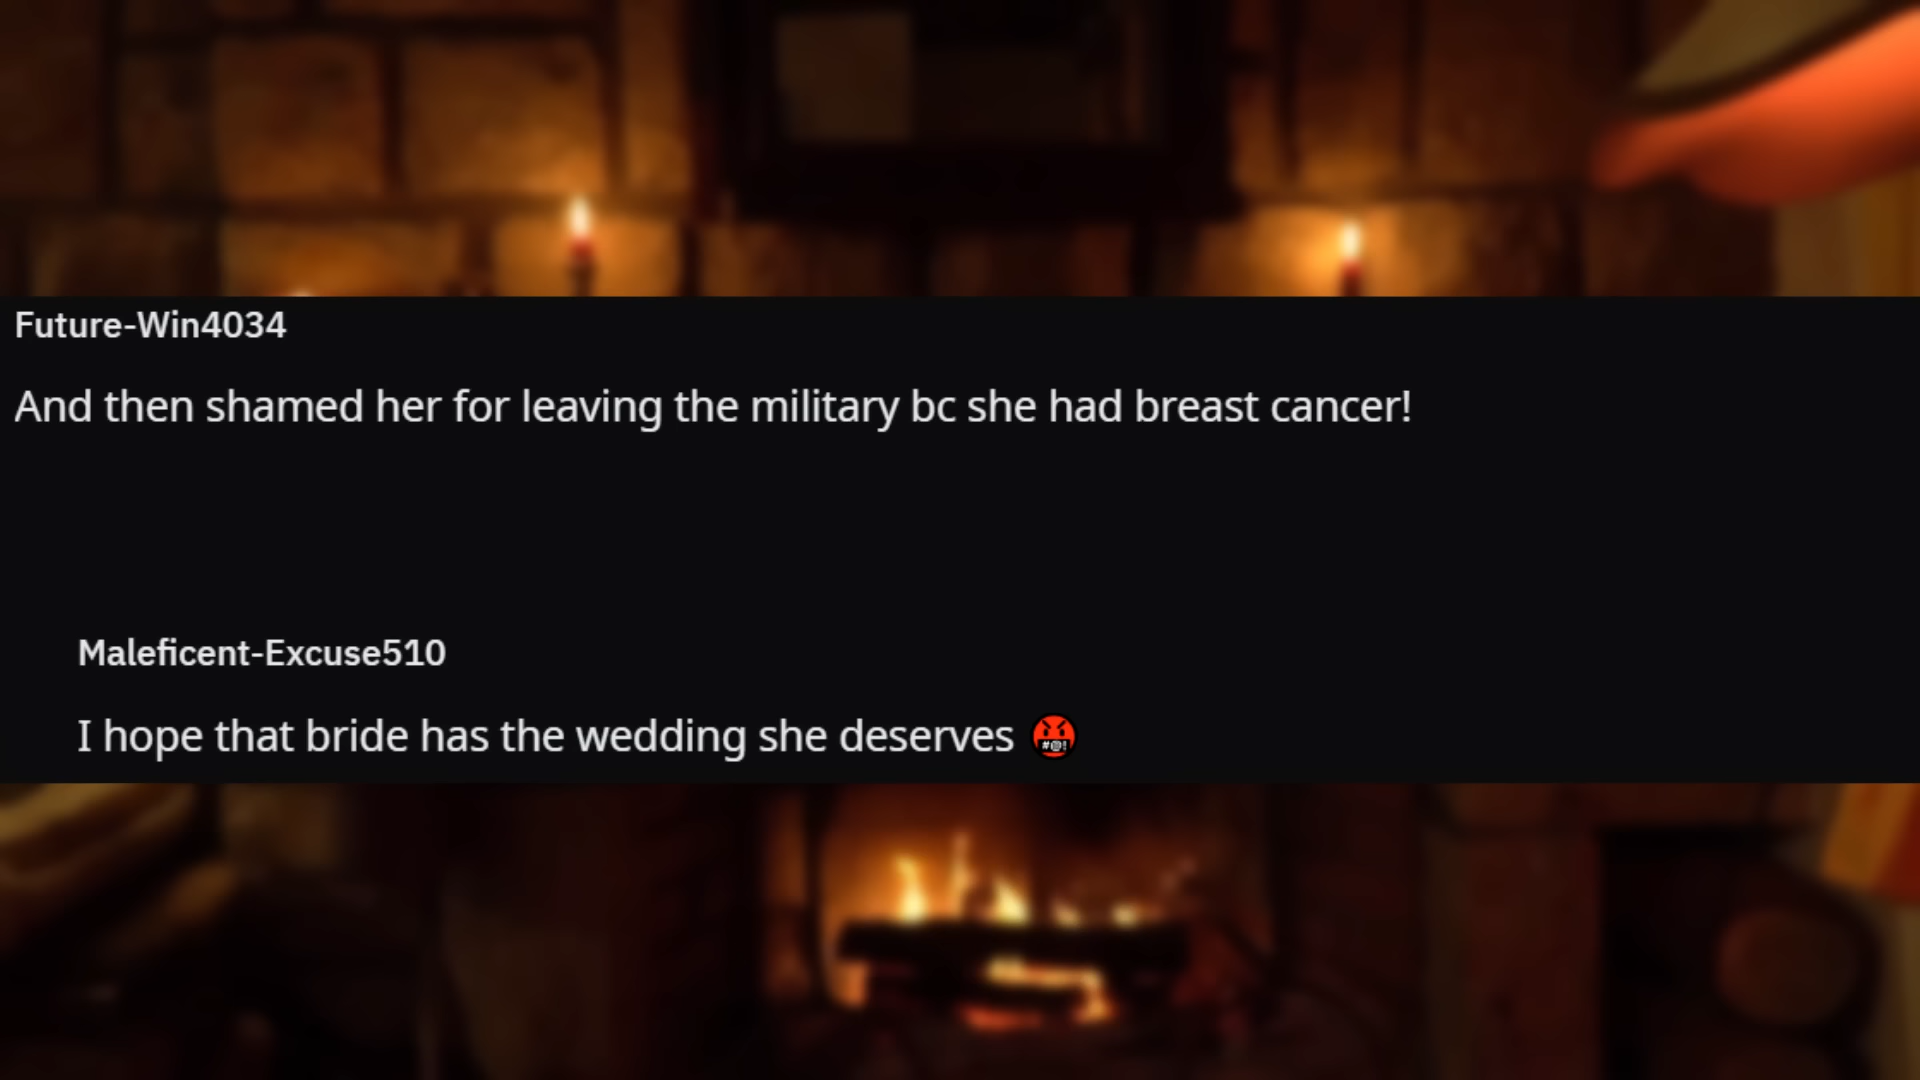 Future-Win4034
And then shamed her for leaving the military bc she had breast cancer!
Maleficent-Excuse510
I hope that bride has the wedding she deserves 🤬